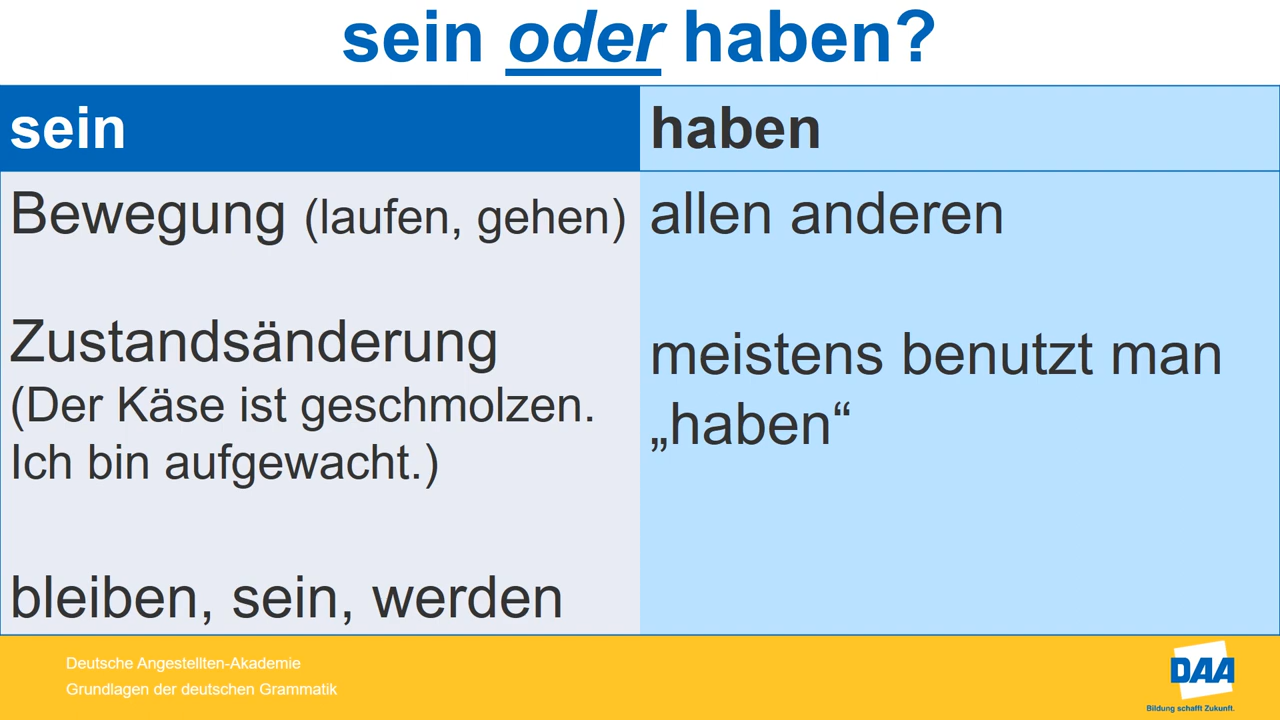 sein oder haben?
sein
haben
Bewegung (laufen, gehen)
Zustandsänderung
(Der Käse ist geschmolzen.
Ich bin aufgewacht.)
bleiben, sein, werden
allen anderen
meistens benutzt man
„haben“
Deutsche Angestellten-Akademie
Grundlagen der deutschen Grammatik
DAA
Bildung schafft Zukunft.